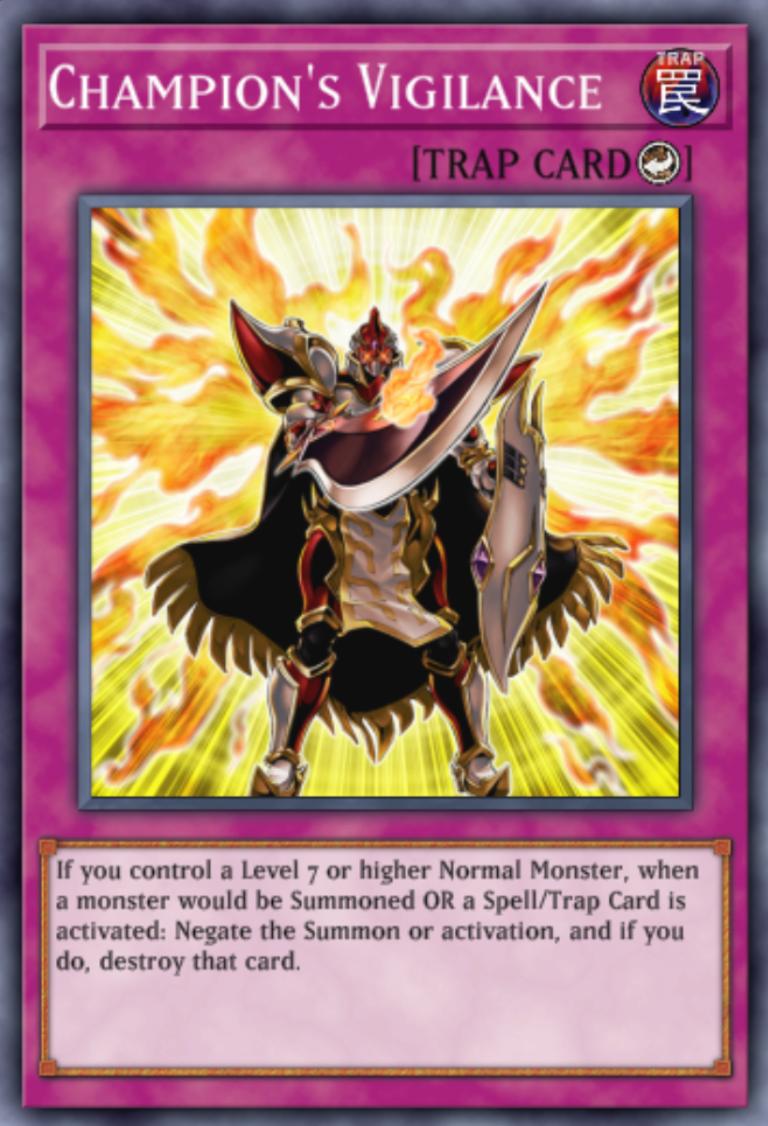 Champion's Vigilance
TRAP
罠
[TRAP CARD]
If you control a Level 7 or higher Normal Monster, when
a monster would be Summoned OR a Spell/Trap Card is
activated: Negate the Summon or activation, and if you
do, destroy that card.